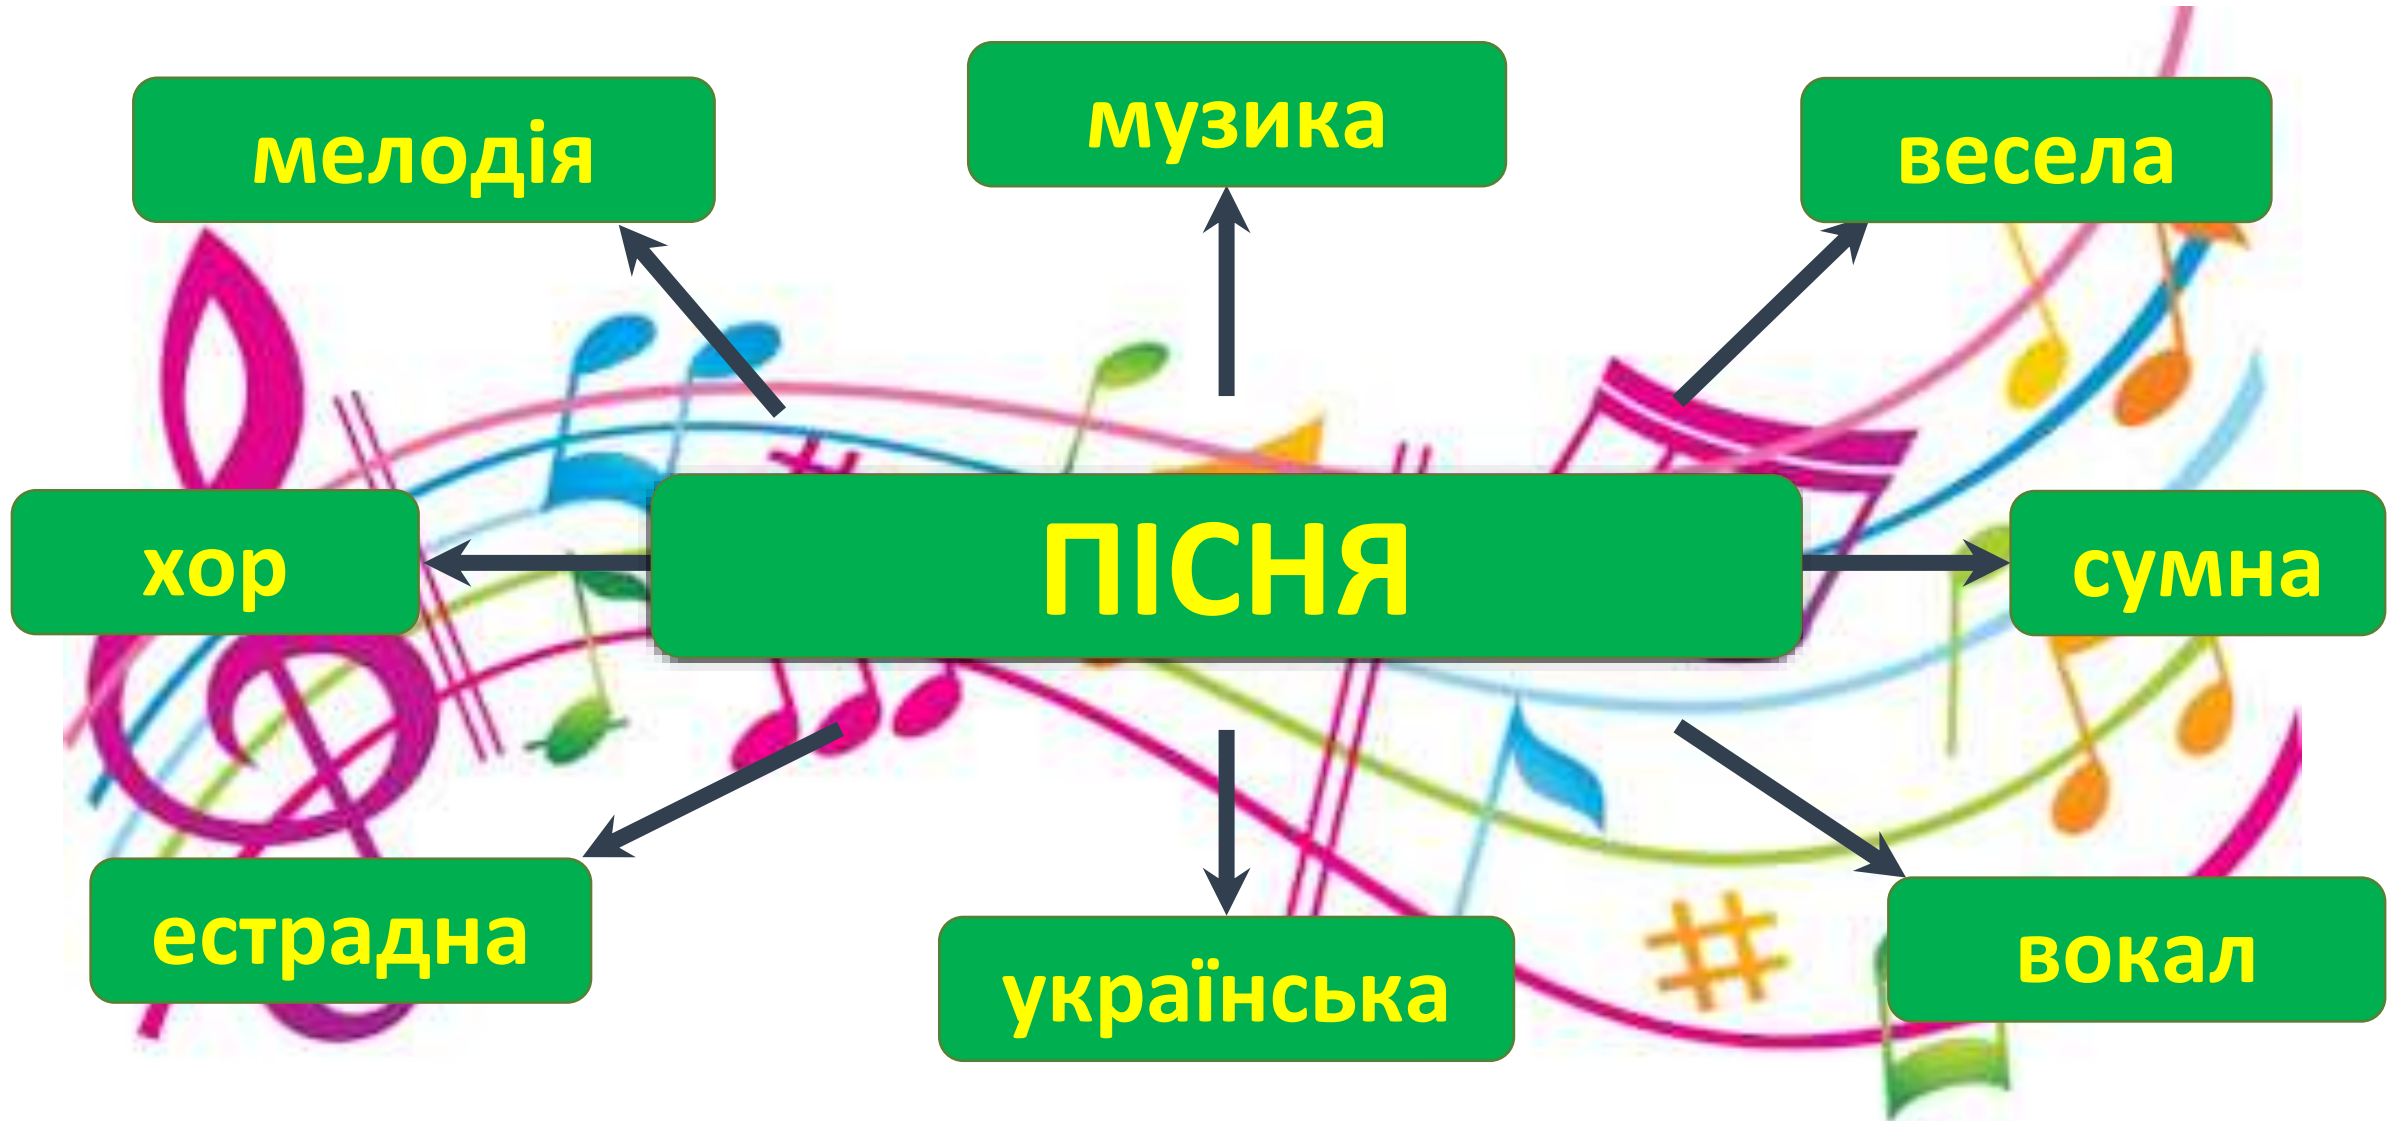 мелодія
музика
весела
хор
ПІСНЯ
сумна
естрадна
українська
вокал